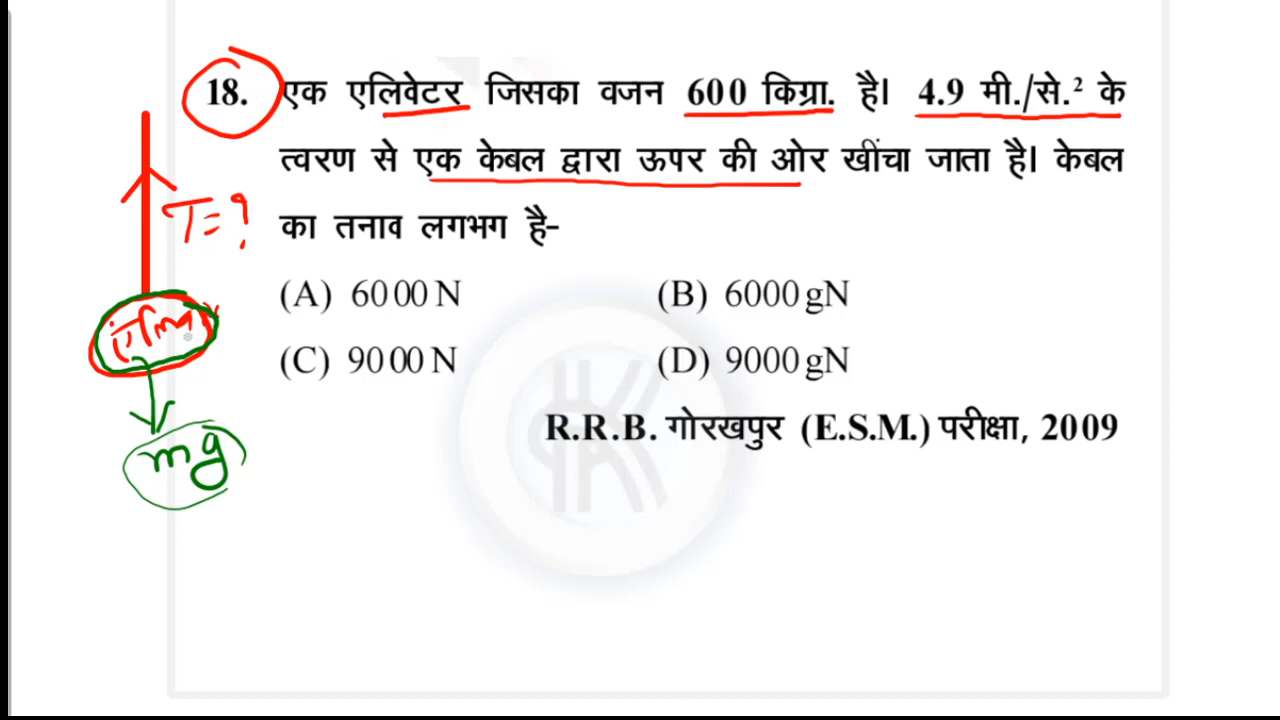 18. एक एलिवेटर जिसका वजन 600 किग्रा. है। 4.9 मी./से.² के
त्वरण से एक केबल द्वारा ऊपर की ओर खींचा जाता है। केबल
का तनाव लगभग है-
(A) 6000 N (B) 6000 gN
(C) 9000 N (D) 9000 gN
R.R.B. गोरखपुर (E.S.M.) परीक्षा, 2009
T=?
mg